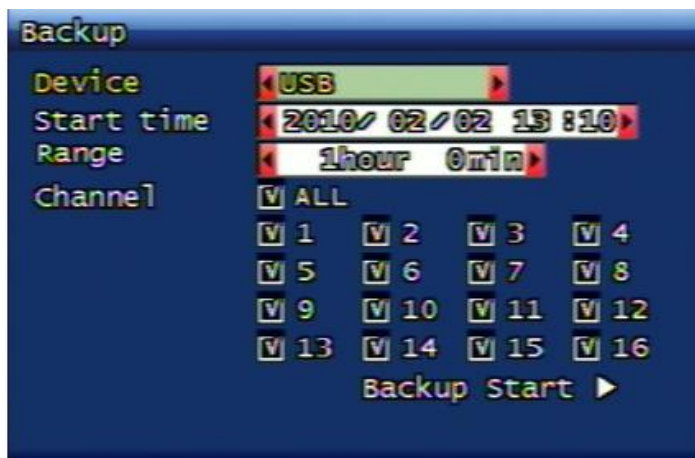 Backup
Device USB
Start time 2010/ 02/02 13:10
Range 1hour 0min
Channel ALL
1 2 3 4
5 6 7 8
9 10 11 12
13 14 15 16
Backup Start